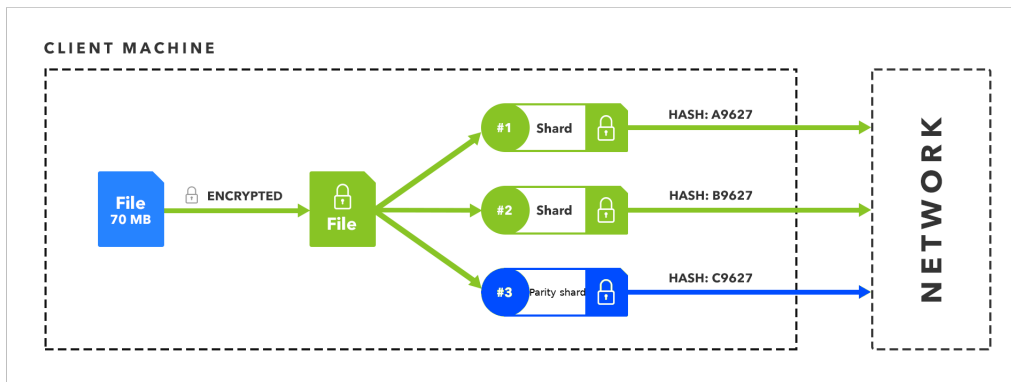 CLIENT MACHINE
File
70 MB
ENCRYPTED
File
#1 Shard
HASH: A9627
#2 Shard
HASH: B9627
#3 Parity shard
HASH: C9627
NETWORK